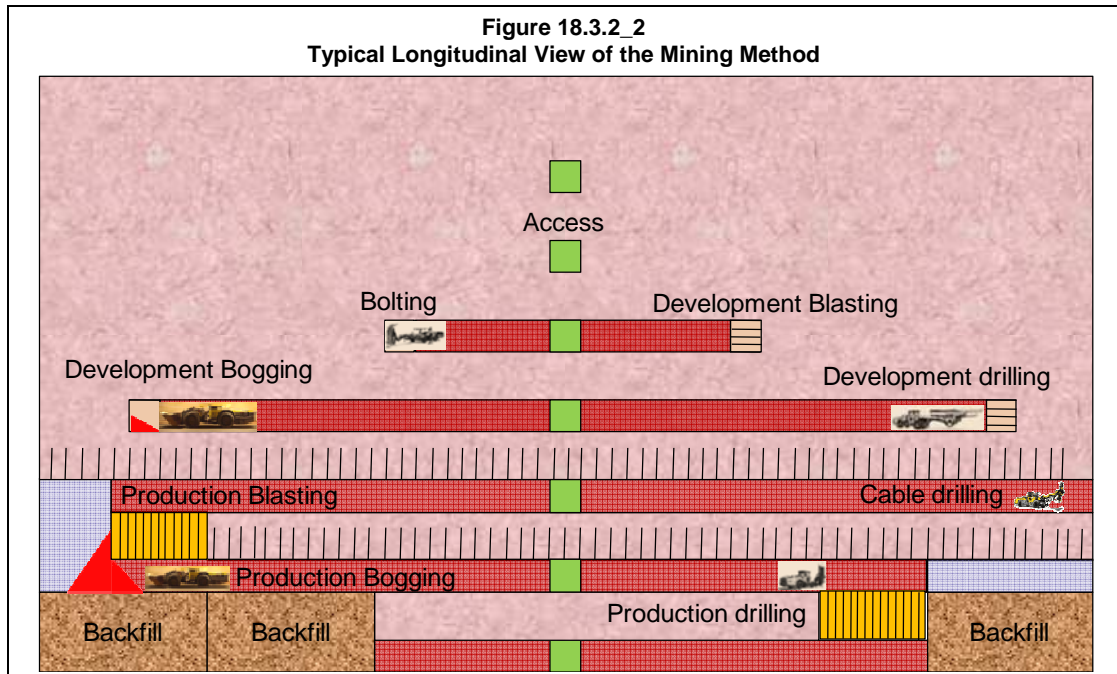 Figure 18.3.2_2
Typical Longitudinal View of the Mining Method
Access
Bolting
Development Blasting
Development Bogging
Development drilling
Production Blasting
Cable drilling
Production Bogging
Production drilling
Backfill
Backfill
Backfill